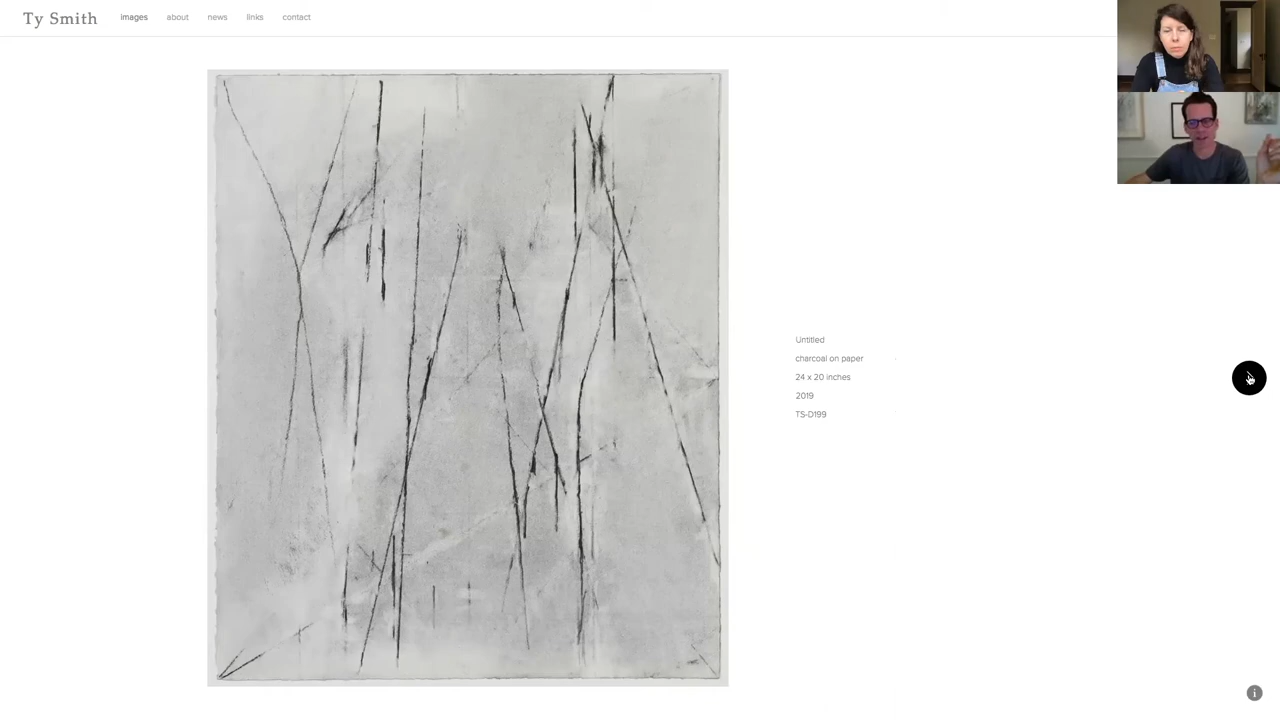 Ty Smith
images about news links contact
Untitled
charcoal on paper
24 x 20 inches
2019
TS-D199
i